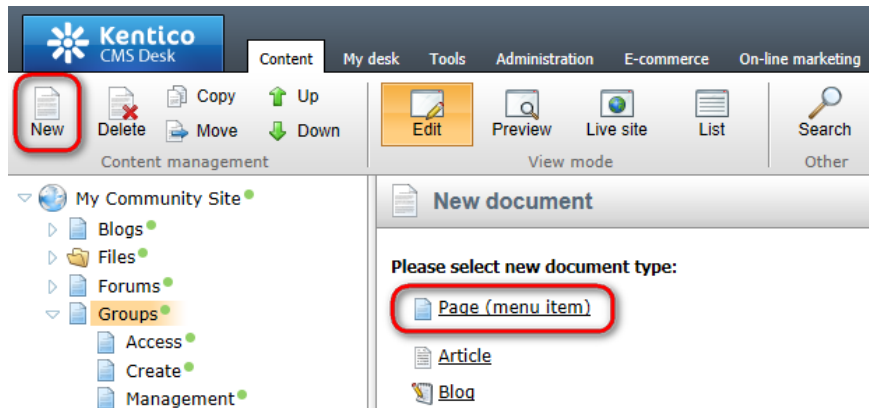 Kentico
CMS Desk
Content My desk Tools Administration E-commerce On-line marketing
New Delete Copy Move Up Down Edit Preview Live site List Search
Content management View mode Other
My Community Site
Blogs
Files
Forums
Groups
Access
Create
Management
New document
Please select new document type:
Page (menu item)
Article
Blog